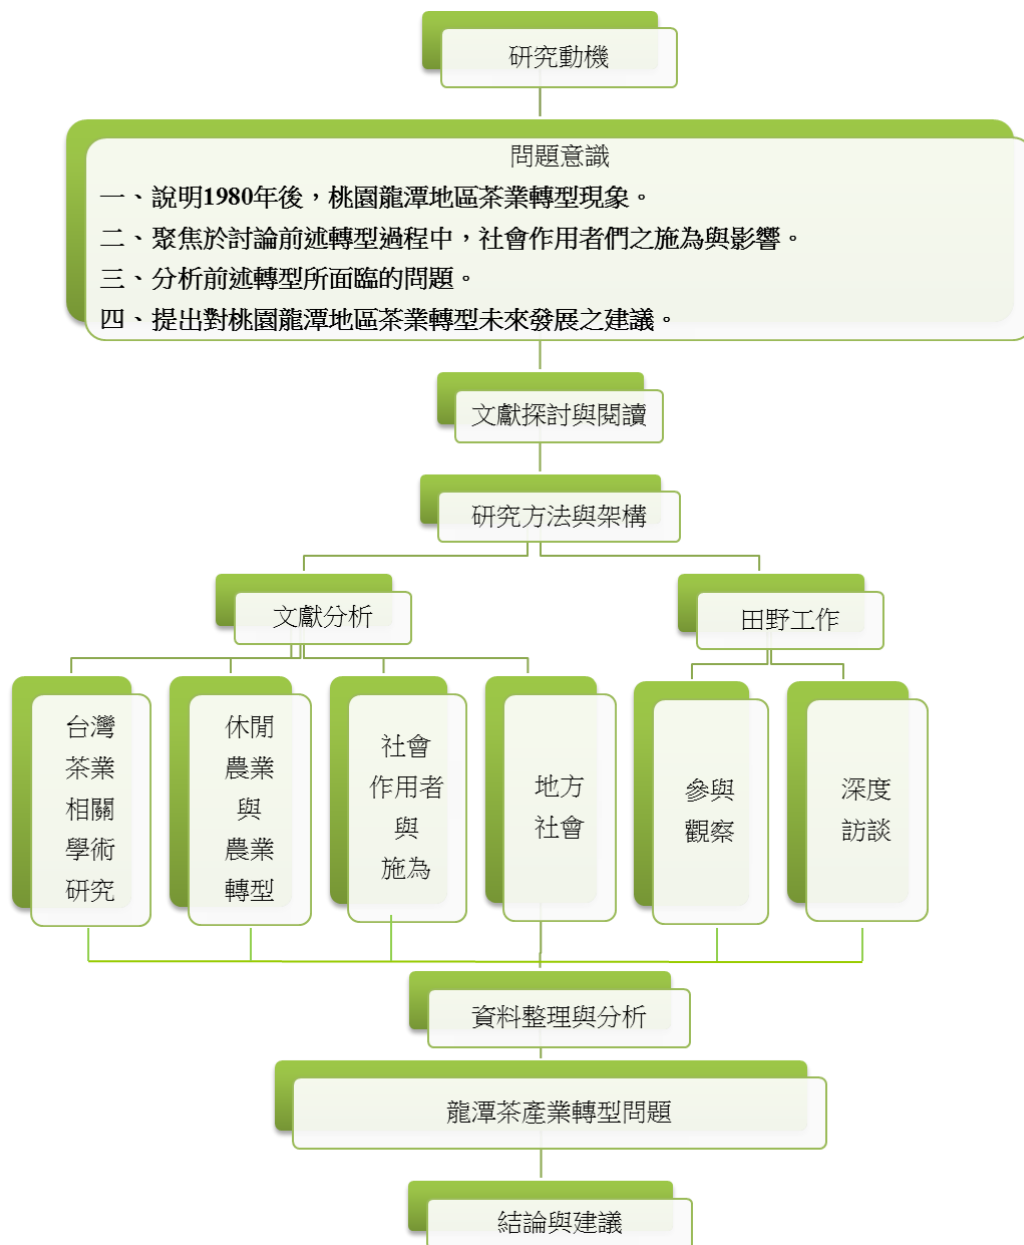 研究動機
問題意識
一、說明1980年後，桃園龍潭地區茶業轉型現象。
二、聚焦於討論前述轉型過程中，社會作用者們之施為與影響。
三、分析前述轉型所面臨的問題。
四、提出對桃園龍潭地區茶業轉型未來發展之建議。
文獻探討與閱讀
研究方法與架構
文獻分析
田野工作
台灣
茶業
相關
學術
研究
休閒
農業
與
農業
轉型
社會
作用者
與
施為
地方
社會
參與
觀察
深度
訪談
資料整理與分析
龍潭茶產業轉型問題
結論與建議